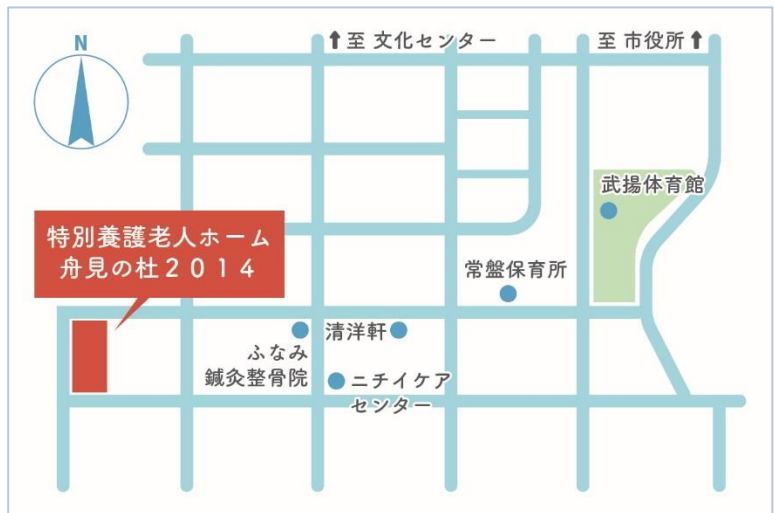 N
⬆至 文化センター
至 市役所⬆
武揚体育館
特別養護老人ホーム
舟見の杜２０１４
常盤保育所
清洋軒
ふなみ
鍼灸整骨院
ニチイケア
センター